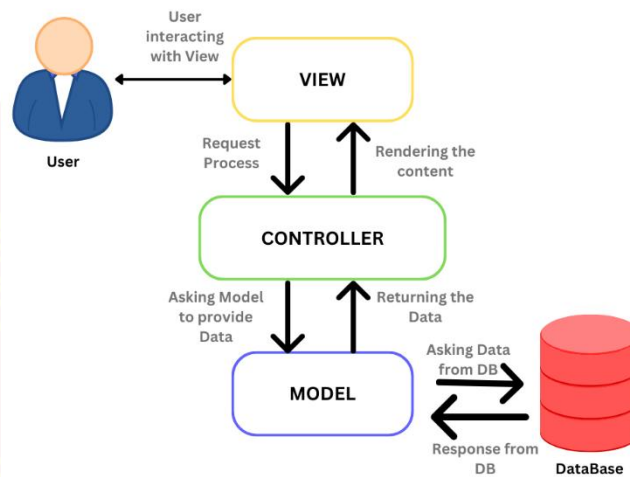 User
interacting
with View
VIEW
User
Request
Process
Rendering the
content
CONTROLLER
Asking Model
to provide
Data
Returning the
Data
MODEL
Asking Data
from DB
Response from
DB
DataBase